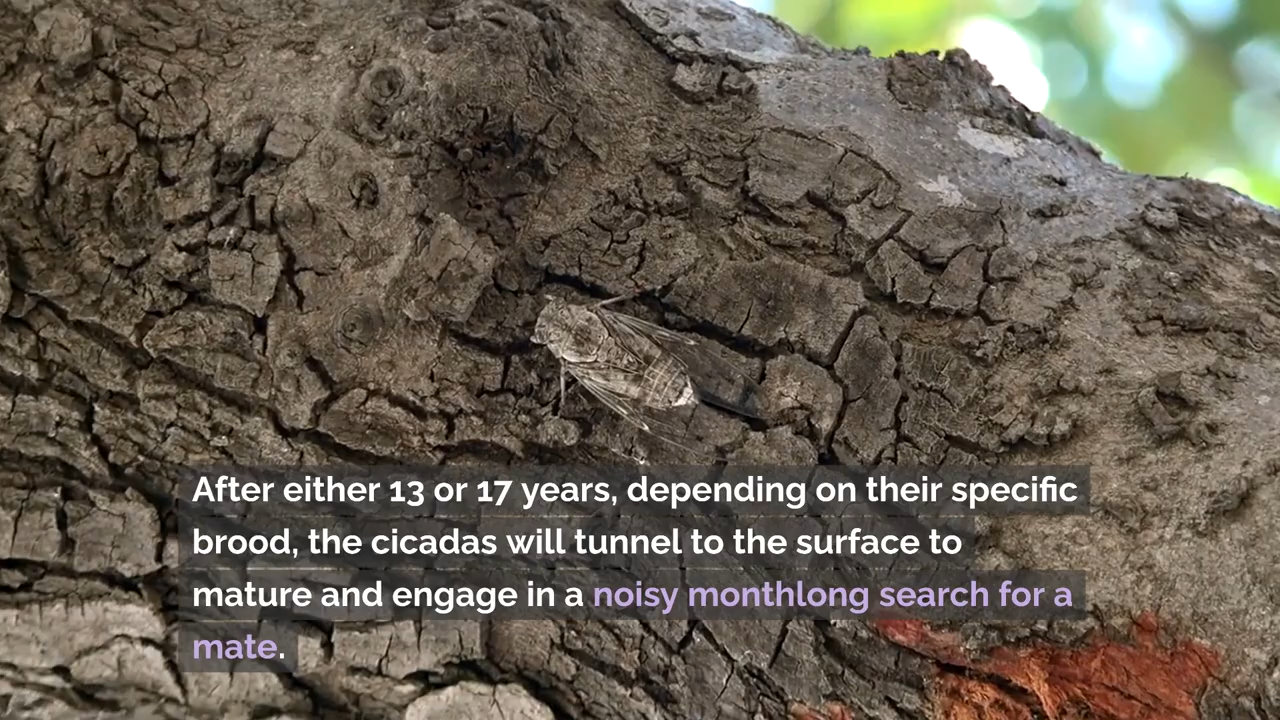 After either 13 or 17 years, depending on their specific
brood, the cicadas will tunnel to the surface to
mature and engage in a noisy monthlong search for a
mate.